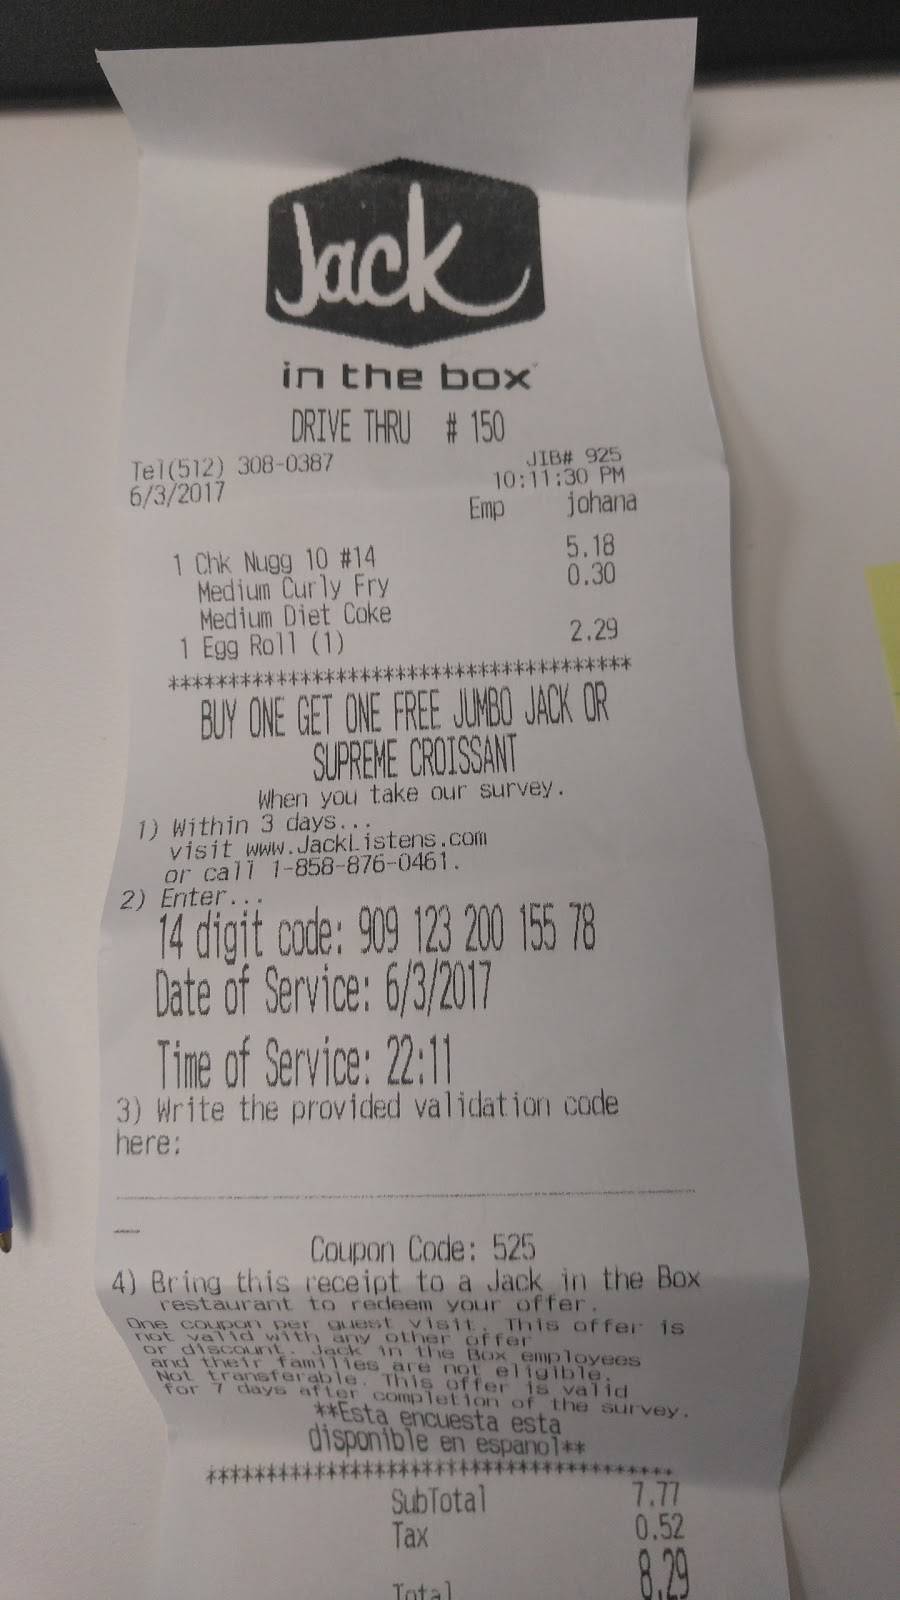 Jack
in the box
DRIVE THRU # 150
Tel(512) 308-0387 JIB# 925
6/3/2017 10:11:30 PM
Emp johana
1 Chk Nugg 10 #14 5.18
Medium Curly Fry 0.30
Medium Diet Coke
1 Egg Roll (1) 2.29
***************************************
BUY ONE GET ONE FREE JUMBO JACK OR
SUPREME CROISSANT
When you take our survey.
1) Within 3 days...
visit www.JackListens.com
or call 1-858-876-0461.
2) Enter...
14 digit code: 909 123 200 155 78
Date of Service: 6/3/2017
Time of Service: 22:11
3) Write the provided validation code
here:
Coupon Code: 525
4) Bring this receipt to a Jack in the Box
restaurant to redeem your offer.
One coupon per guest visit. This offer is
not valid with any other offer
or discount. Jack in the Box employees
and their families are not eligible.
Not transferable. This offer is valid
for 7 days after completion of the survey.
**Esta encuesta esta
disponible en espanol**
***************************************
SubTotal 7.77
Tax 0.52
Total 8.29